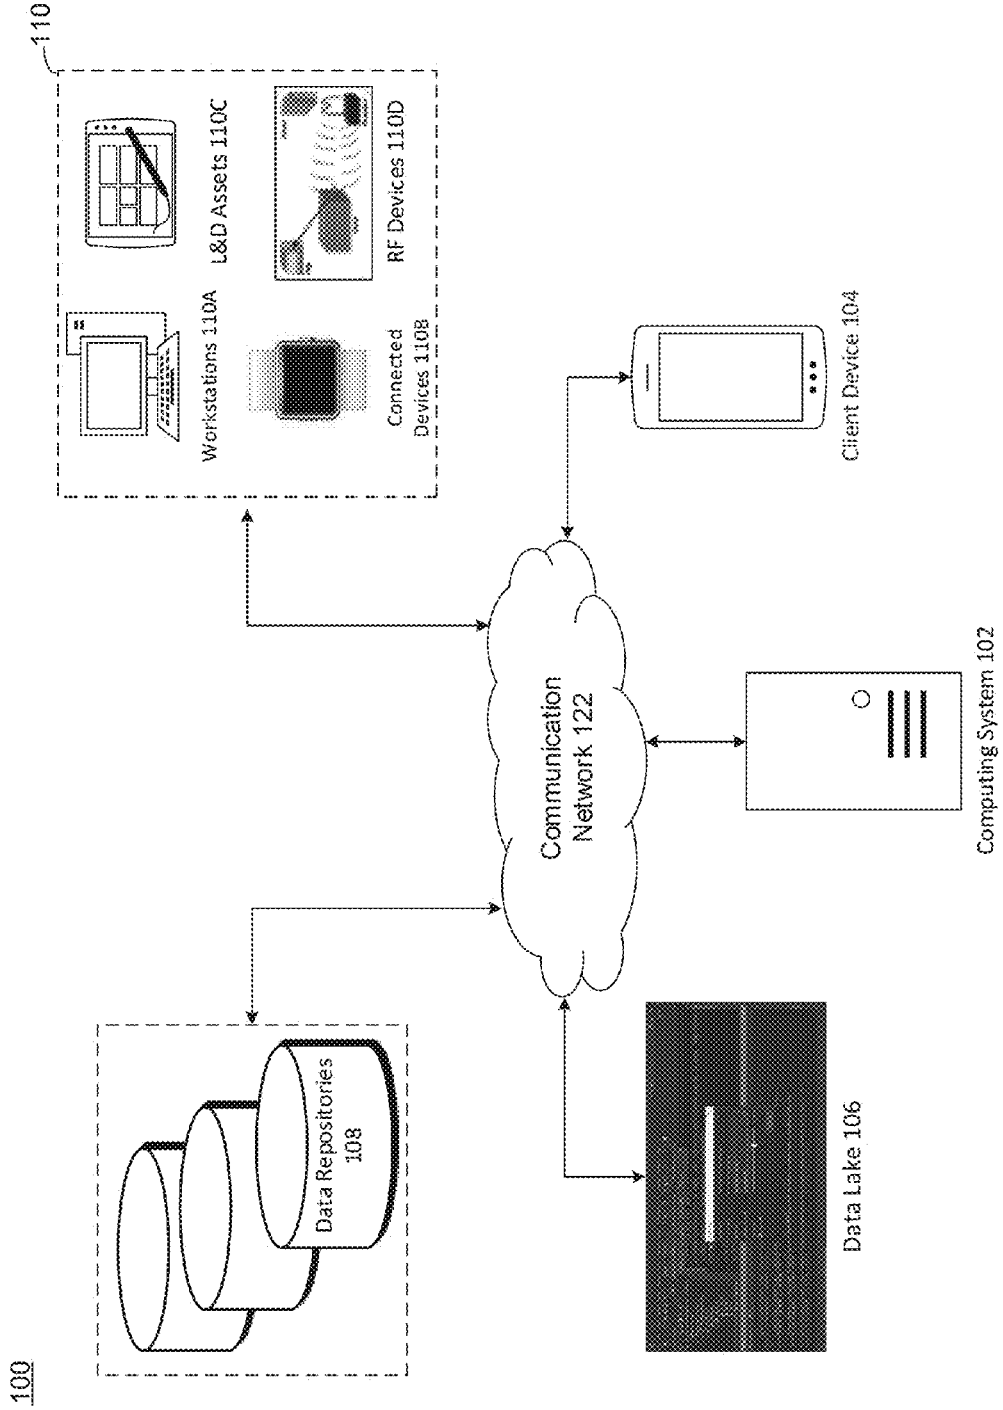 100
110
Workstations 110A
L&D Assets 110C
Connected
Devices 110B
RF Devices 110D
Data Repositories
108
Communication
Network 122
Data Lake 106
Computing System 102
Client Device 104